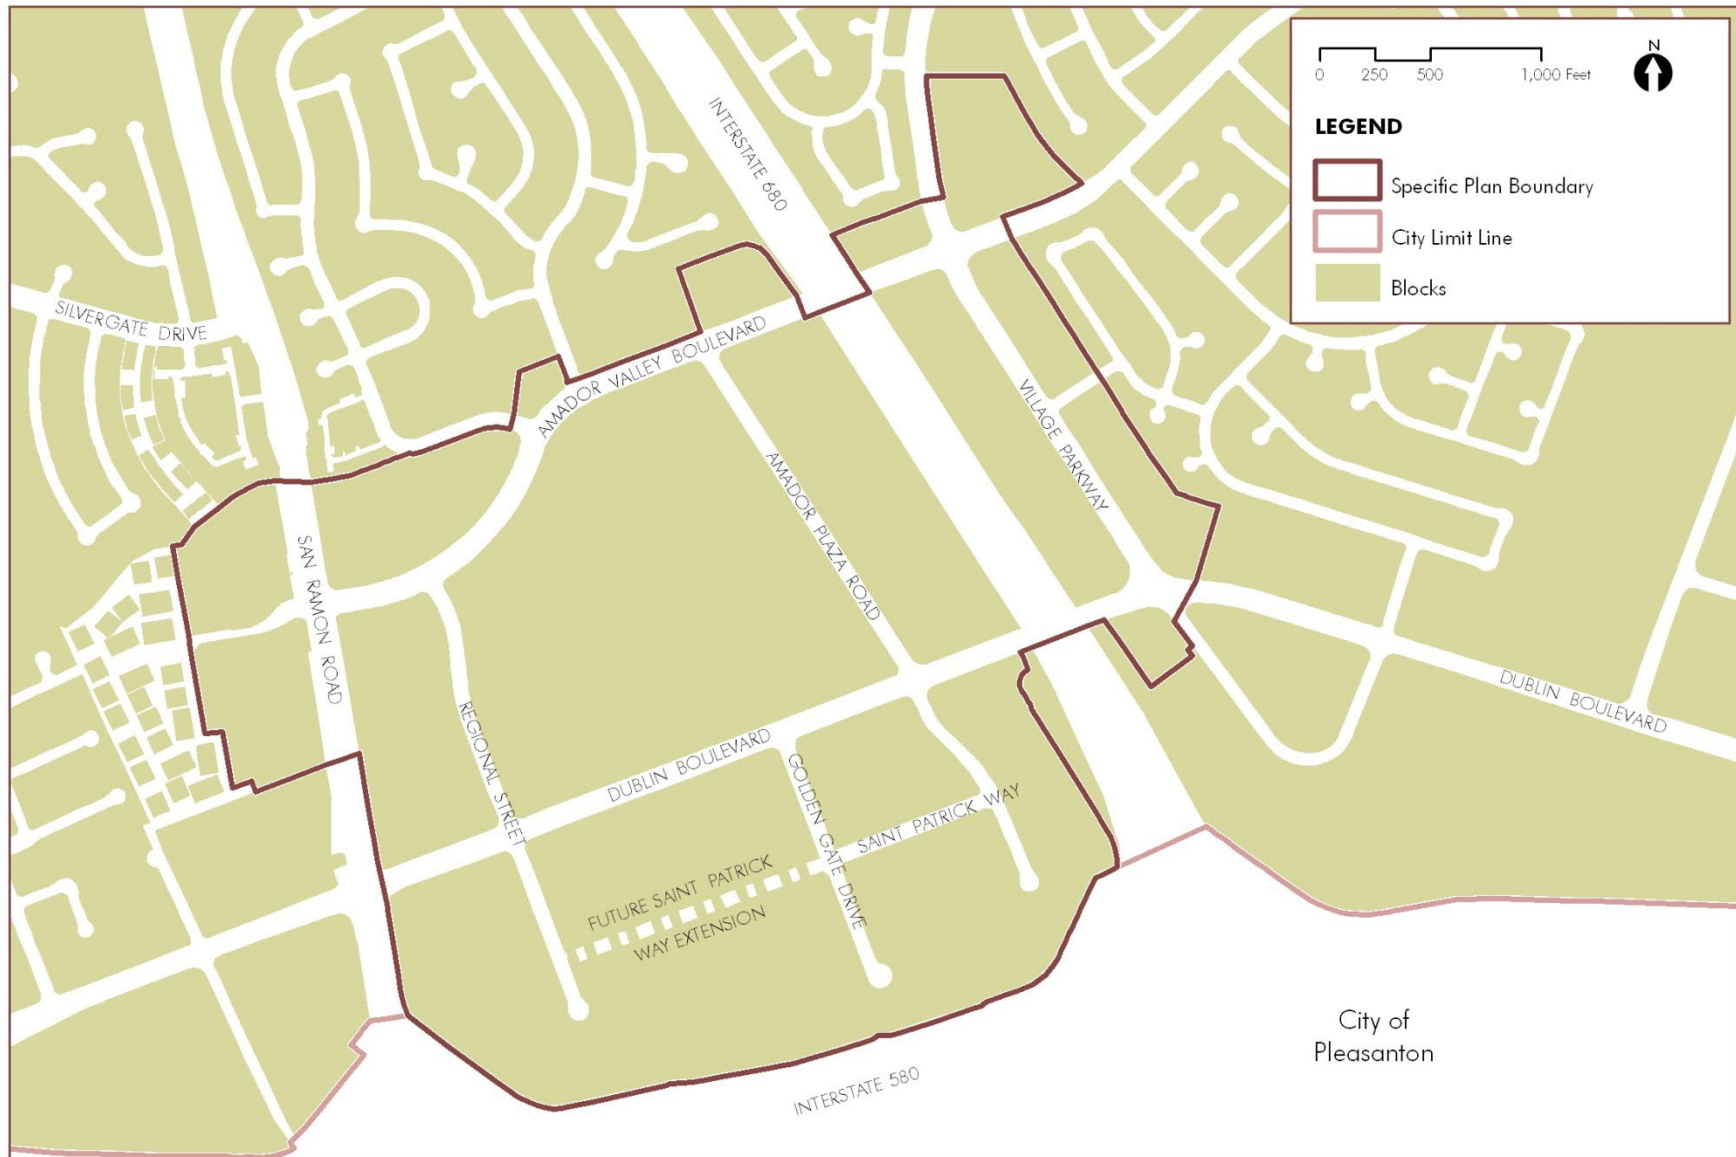 N
0 250 500 1,000 Feet
LEGEND
Specific Plan Boundary
City Limit Line
Blocks
INTERSTATE 680
SILVERGATE DRIVE
AMADOR VALLEY BOULEVARD
VILLAGE PARKWAY
AMADOR PLAZA ROAD
SAN RAMON ROAD
REGIONAL STREET
DUBLIN BOULEVARD
DUBLIN BOULEVARD
GOLDEN GATE DRIVE
SAINT PATRICK WAY
FUTURE SAINT PATRICK
WAY EXTENSION
City of
Pleasanton
INTERSTATE 580